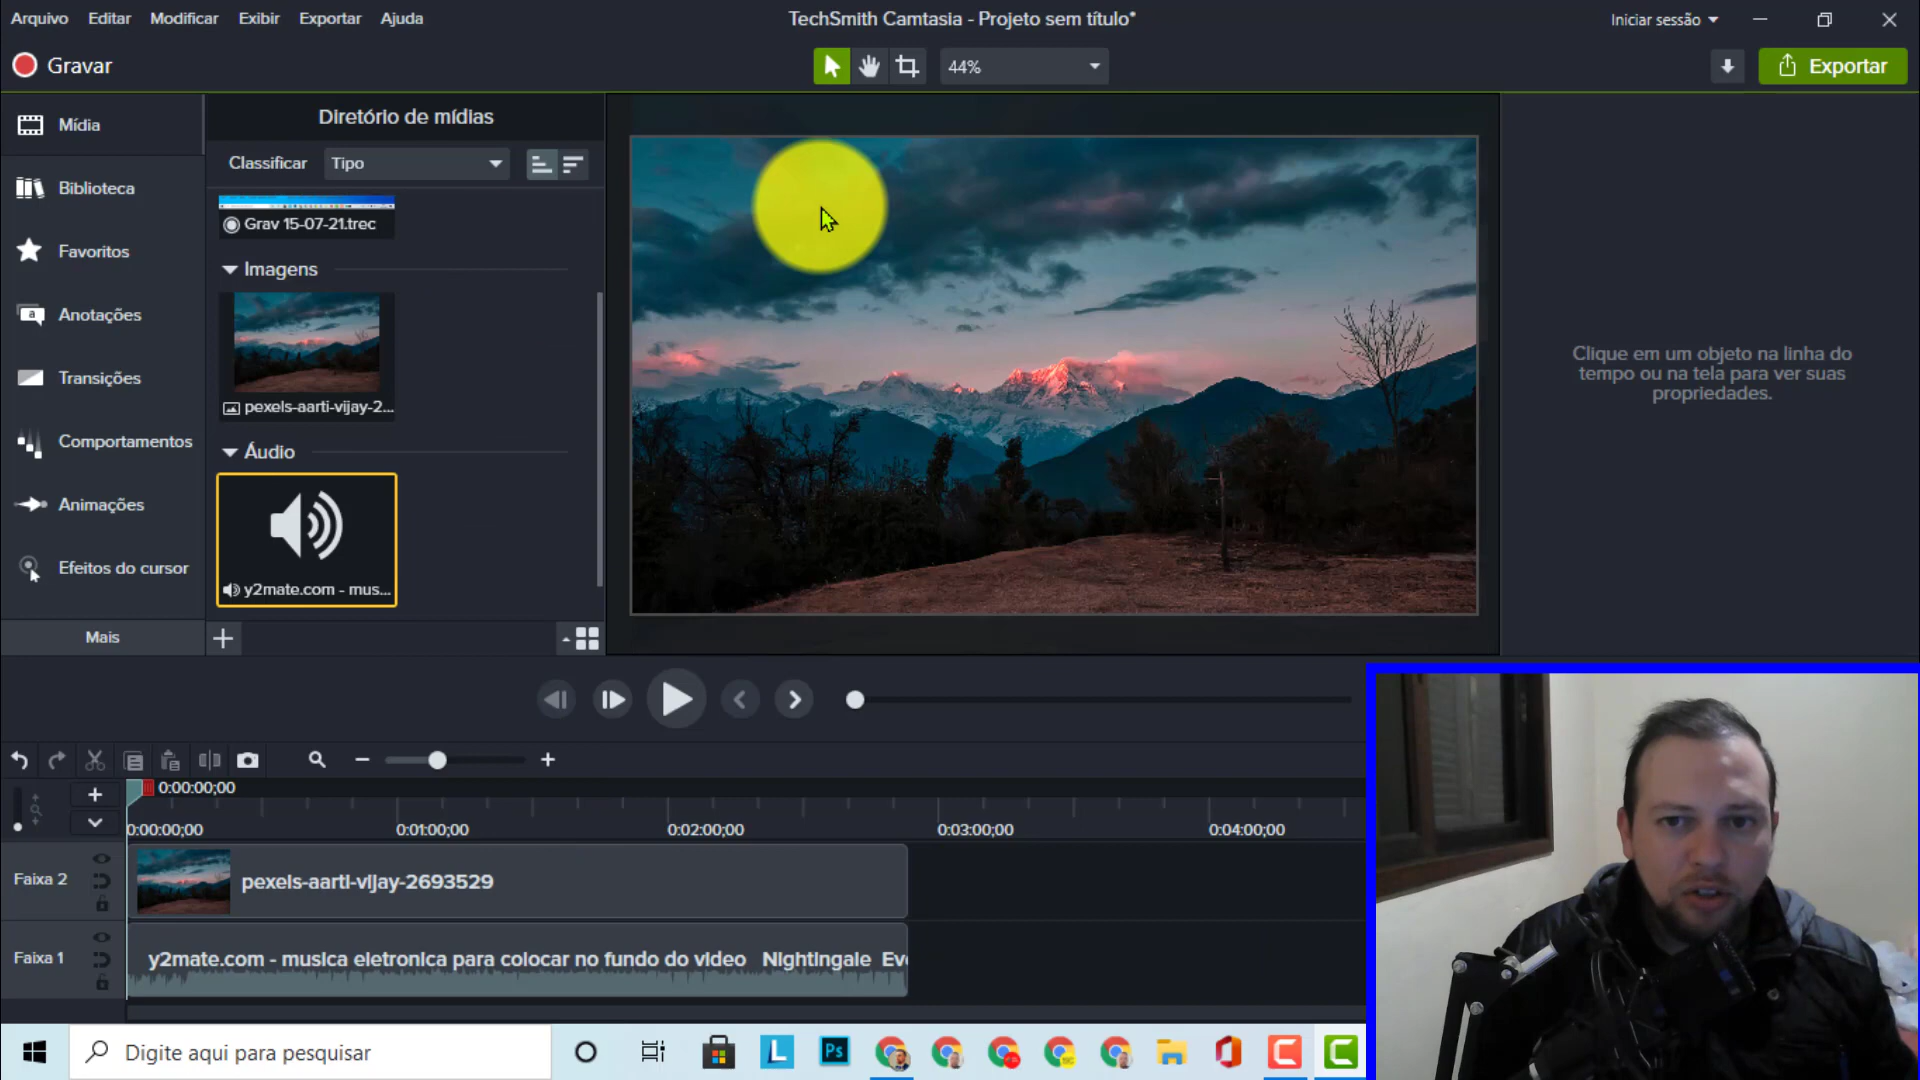 Arquivo Editar Modificar Exibir Exportar Ajuda
TechSmith Camtasia - Projeto sem título*
Iniciar sessão
Gravar
44%
Exportar
Mídia
Biblioteca
Favoritos
Anotações
Transições
Comportamentos
Animações
Efeitos do cursor
Mais
Diretório de mídias
Classificar Tipo
Grav 15-07-21.trec
Imagens
pexels-aarti-vijay-2...
Áudio
y2mate.com - mus...
Clique em um objeto na linha do
tempo ou na tela para ver suas
propriedades.
0:00:00;00
0:00:00;00 0:01:00;00 0:02:00;00 0:03:00;00 0:04:00;00
Faixa 2
pexels-aarti-vijay-2693529
Faixa 1
y2mate.com - musica eletronica para colocar no fundo do video Nightingale Eve
Digite aqui para pesquisar
L
Ps